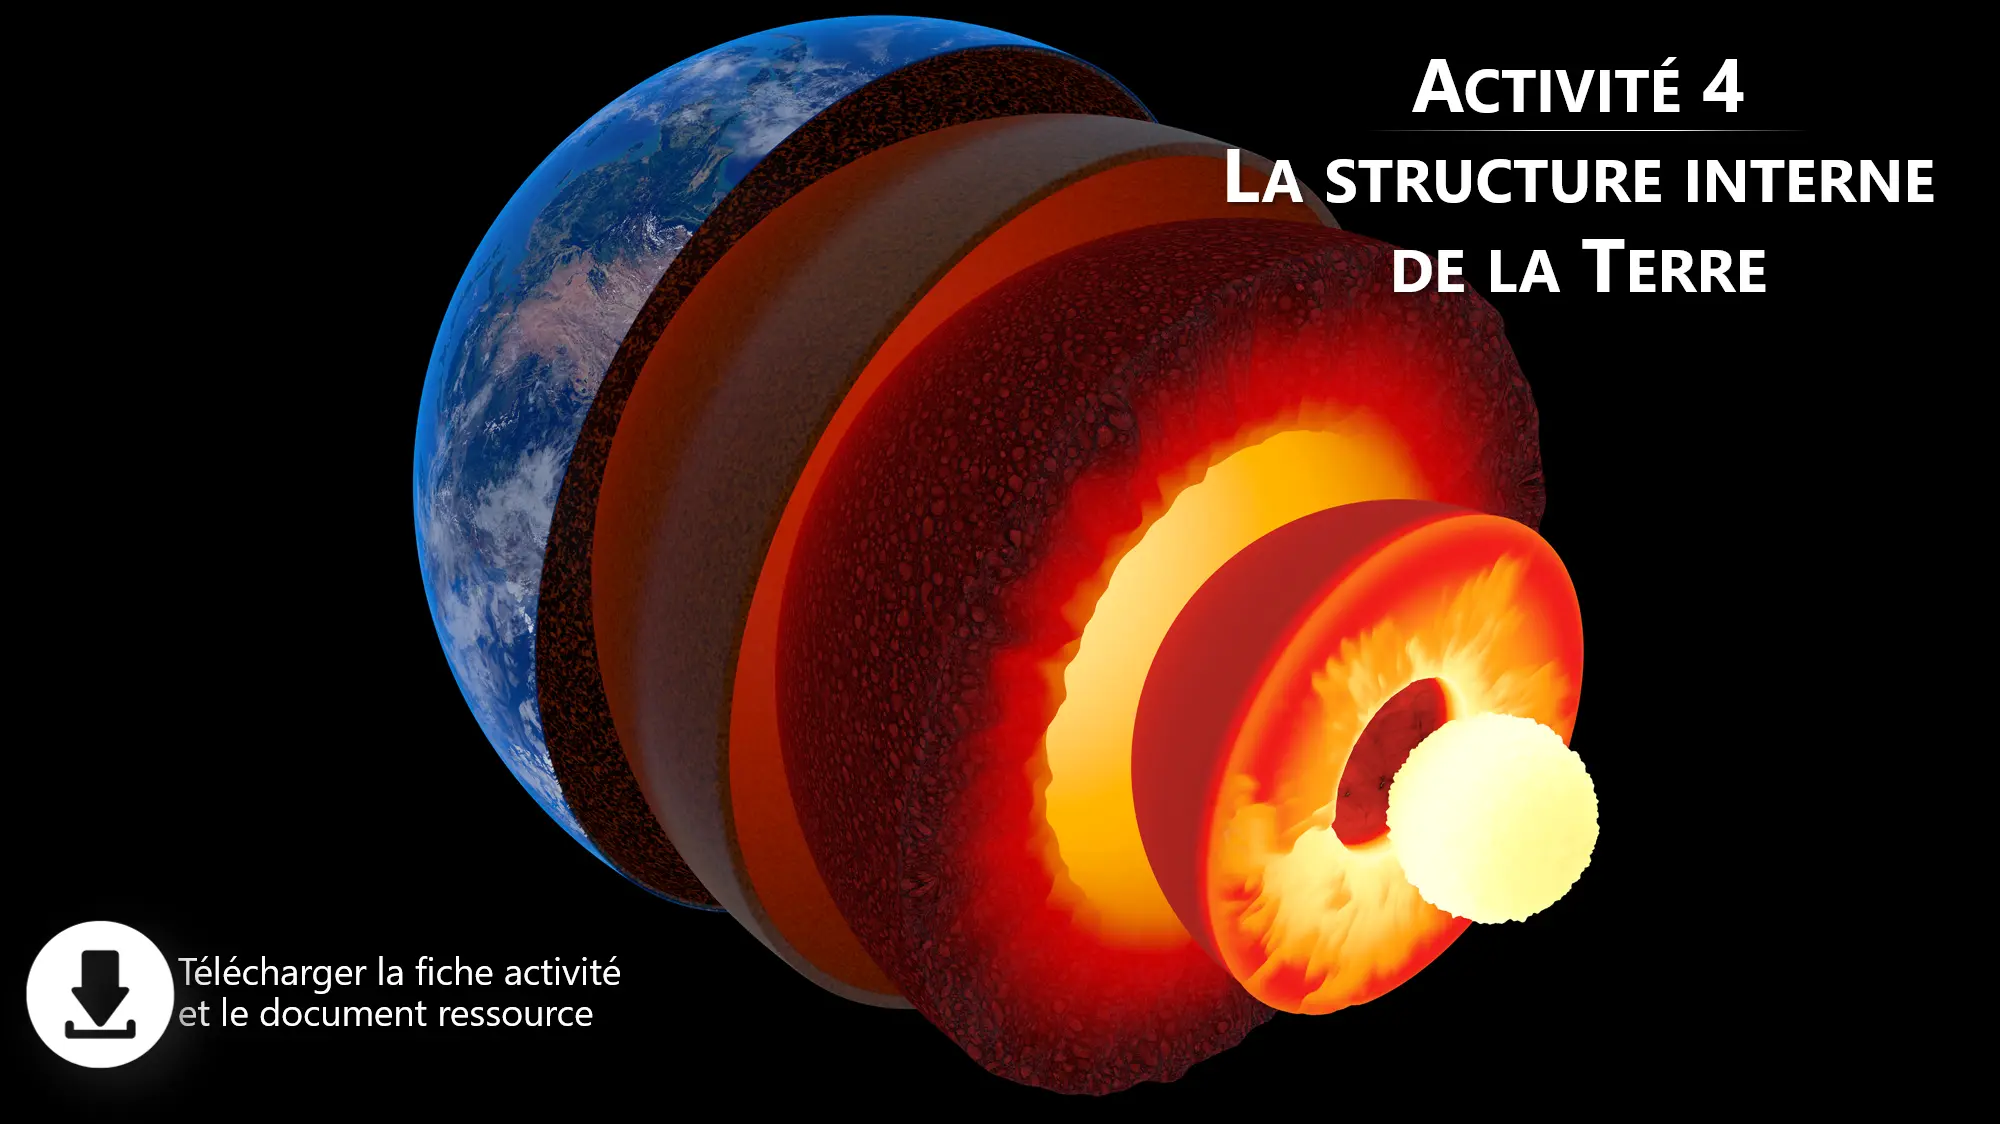 Activité 4
La structure interne
de la Terre
Télécharger la fiche activité
et le document ressource